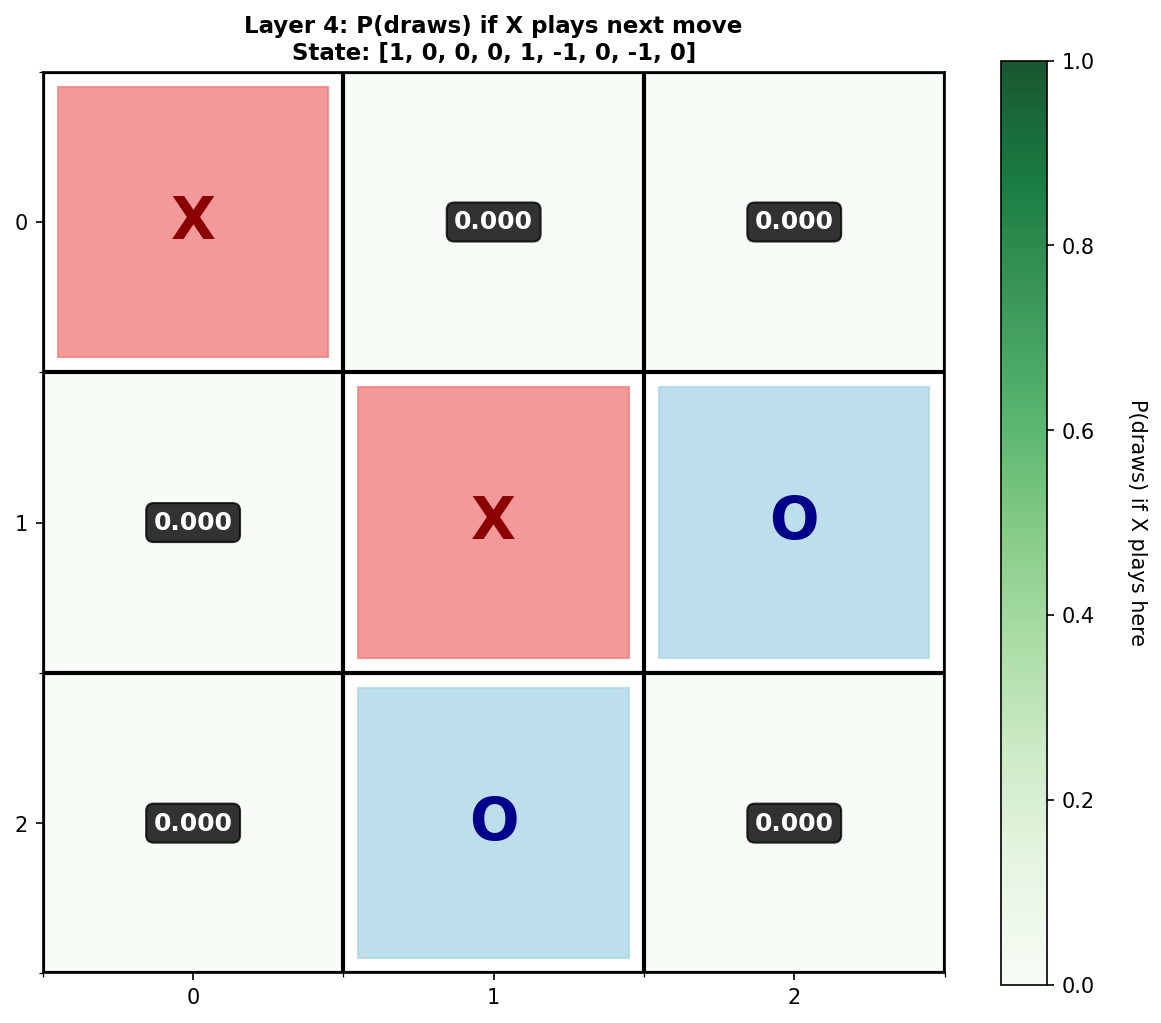 Layer 4: P(draws) if X plays next move
State: [1, 0, 0, 0, 1, -1, 0, -1, 0]
0
X
0.000
0.000
1
0.000
X
O
2
0.000
O
0.000
0
1
2
1.0
0.8
0.6
0.4
0.2
0.0
P(draws) if X plays here